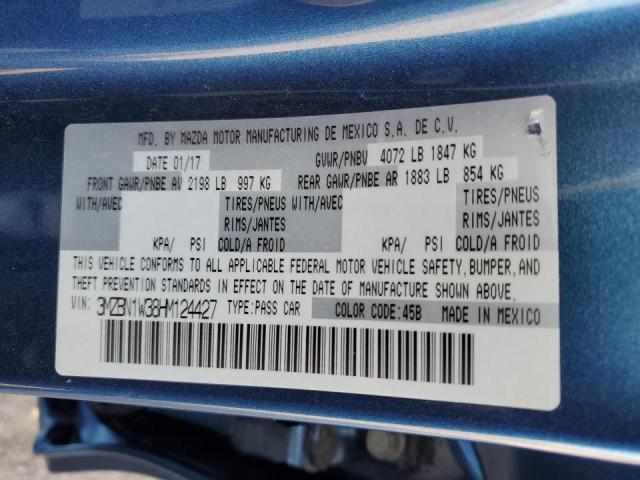 MFD. BY MAZDA MOTOR MANUFACTURING DE MEXICO S.A. DE C.V.
DATE 01/17 GVWR/PNBV 4072 LB 1847 KG
FRONT GAWR/PNBE AV 2198 LB 997 KG REAR GAWR/PNBE AR 1883 LB 854 KG
WITH/AVEC TIRES/PNEUS WITH/AVEC TIRES/PNEUS
RIMS/JANTES RIMS/JANTES
KPA/ PSI COLD/A FROID KPA/ PSI COLD/A FROID
THIS VEHICLE CONFORMS TO ALL APPLICABLE FEDERAL MOTOR VEHICLE SAFETY, BUMPER, AND
THEFT PREVENTION STANDARDS IN EFFECT ON THE DATE OF MANUFACTURE SHOWN ABOVE.
VIN: 3MZBN1W38HM124427 TYPE:PASS CAR COLOR CODE:45B MADE IN MEXICO